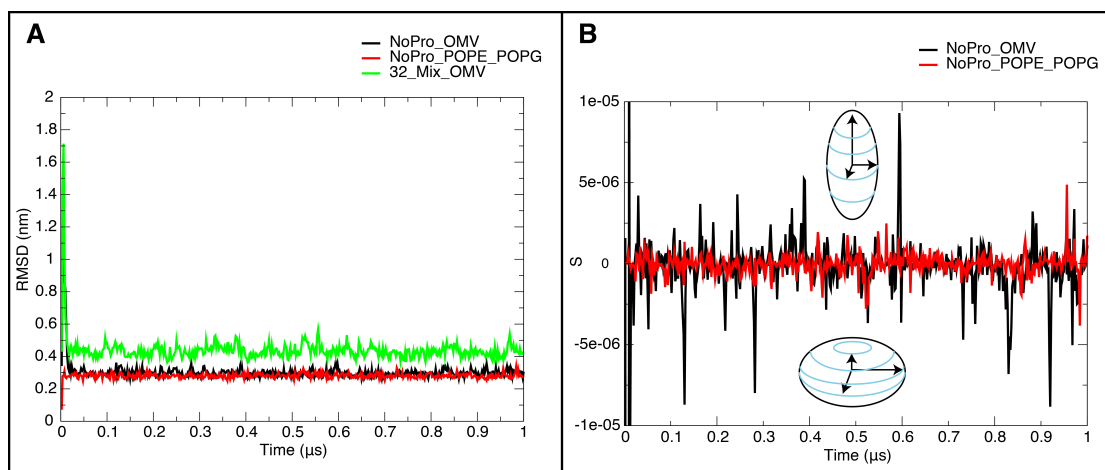 A
NoPro_OMV
NoPro_POPE_POPG
32_Mix_OMV
2
1.8
1.6
1.4
1.2
1
0.8
0.6
0.4
0.2
0
RMSD (nm)
0 0.1 0.2 0.3 0.4 0.5 0.6 0.7 0.8 0.9 1
Time (µs)
B
NoPro_OMV
NoPro_POPE_POPG
1e-05
5e-06
0
-5e-06
-1e-05
S
0 0.1 0.2 0.3 0.4 0.5 0.6 0.7 0.8 0.9 1
Time (µs)